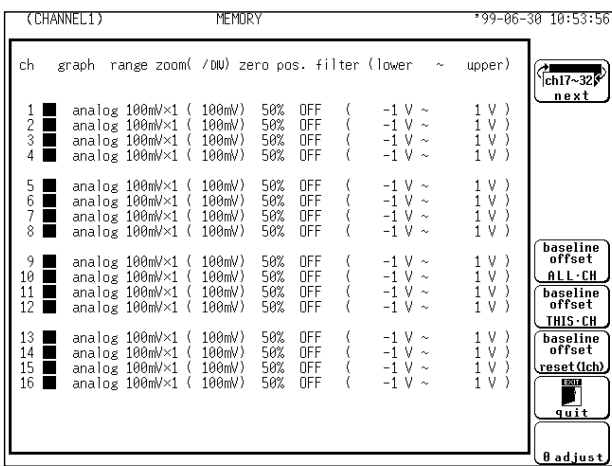 (CHANNEL1) MEMORY '99-06-30 10:53:56
ch graph range zoom( /DIV) zero pos. filter (lower ~ upper)
1 analog 100mV×1 ( 100mV) 50% OFF ( -1 V ~ 1 V )
2 analog 100mV×1 ( 100mV) 50% OFF ( -1 V ~ 1 V )
3 analog 100mV×1 ( 100mV) 50% OFF ( -1 V ~ 1 V )
4 analog 100mV×1 ( 100mV) 50% OFF ( -1 V ~ 1 V )
5 analog 100mV×1 ( 100mV) 50% OFF ( -1 V ~ 1 V )
6 analog 100mV×1 ( 100mV) 50% OFF ( -1 V ~ 1 V )
7 analog 100mV×1 ( 100mV) 50% OFF ( -1 V ~ 1 V )
8 analog 100mV×1 ( 100mV) 50% OFF ( -1 V ~ 1 V )
9 analog 100mV×1 ( 100mV) 50% OFF ( -1 V ~ 1 V )
10 analog 100mV×1 ( 100mV) 50% OFF ( -1 V ~ 1 V )
11 analog 100mV×1 ( 100mV) 50% OFF ( -1 V ~ 1 V )
12 analog 100mV×1 ( 100mV) 50% OFF ( -1 V ~ 1 V )
13 analog 100mV×1 ( 100mV) 50% OFF ( -1 V ~ 1 V )
14 analog 100mV×1 ( 100mV) 50% OFF ( -1 V ~ 1 V )
15 analog 100mV×1 ( 100mV) 50% OFF ( -1 V ~ 1 V )
16 analog 100mV×1 ( 100mV) 50% OFF ( -1 V ~ 1 V )
ch17~32
next
baseline
offset
ALL·CH
baseline
offset
THIS·CH
baseline
offset
reset(1ch)
EXIT
quit
0 adjust